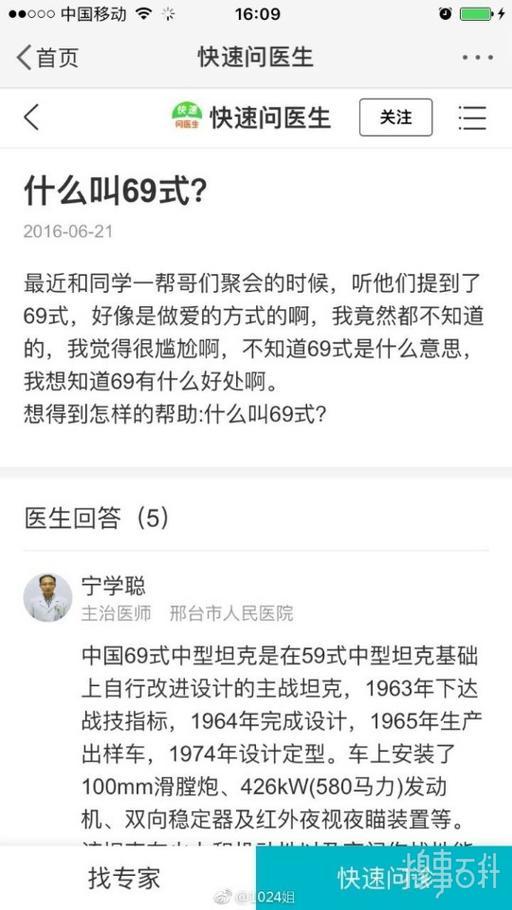 中国移动
16:09
首页
快速问医生
快速
问医生
快速问医生
关注
什么叫69式?
2016-06-21
最近和同学一帮哥们聚会的时候，听他们提到了
69式，好像是做爱的方式的啊，我竟然都不知道
的，我觉得很尴尬啊，不知道69式是什么意思，
我想知道69有什么好处啊。
想得到怎样的帮助:什么叫69式?
医生回答（5）
宁学聪
主治医师 邢台市人民医院
中国69式中型坦克是在59式中型坦克基础
上自行改进设计的主战坦克，1963年下达
战技指标，1964年完成设计，1965年生产
出样车，1974年设计定型。车上安装了
100mm滑膛炮、426kW(580马力)发动
机、双向稳定器及红外夜视夜瞄装置等。
找专家
快速问诊
@1024姐